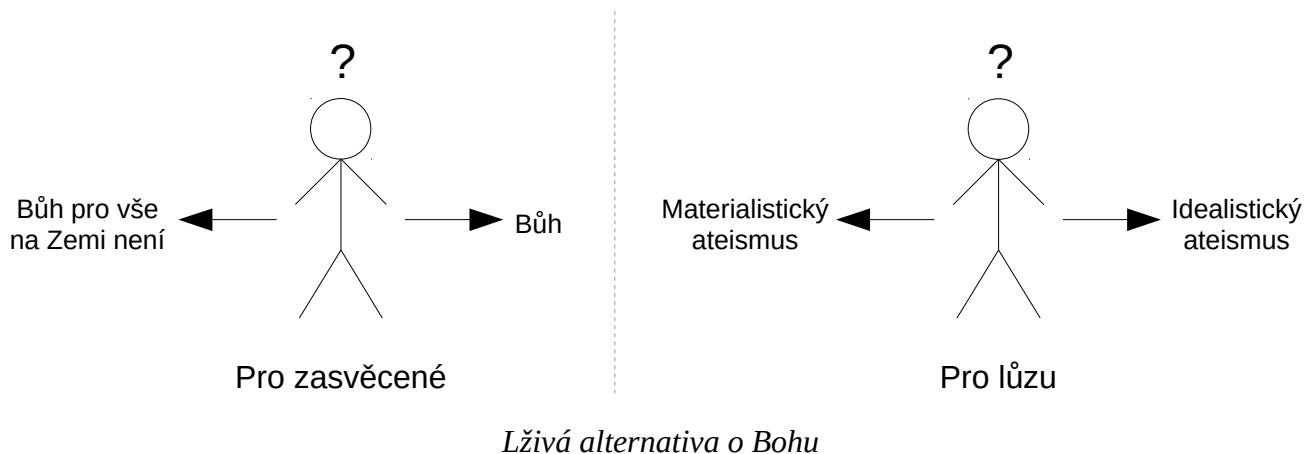 ?
?
Bůh pro vše
na Zemi není
Bůh
Materialistický
ateismus
Idealistický
ateismus
Pro zasvěcené
Pro lůzu
Lživá alternativa o Bohu